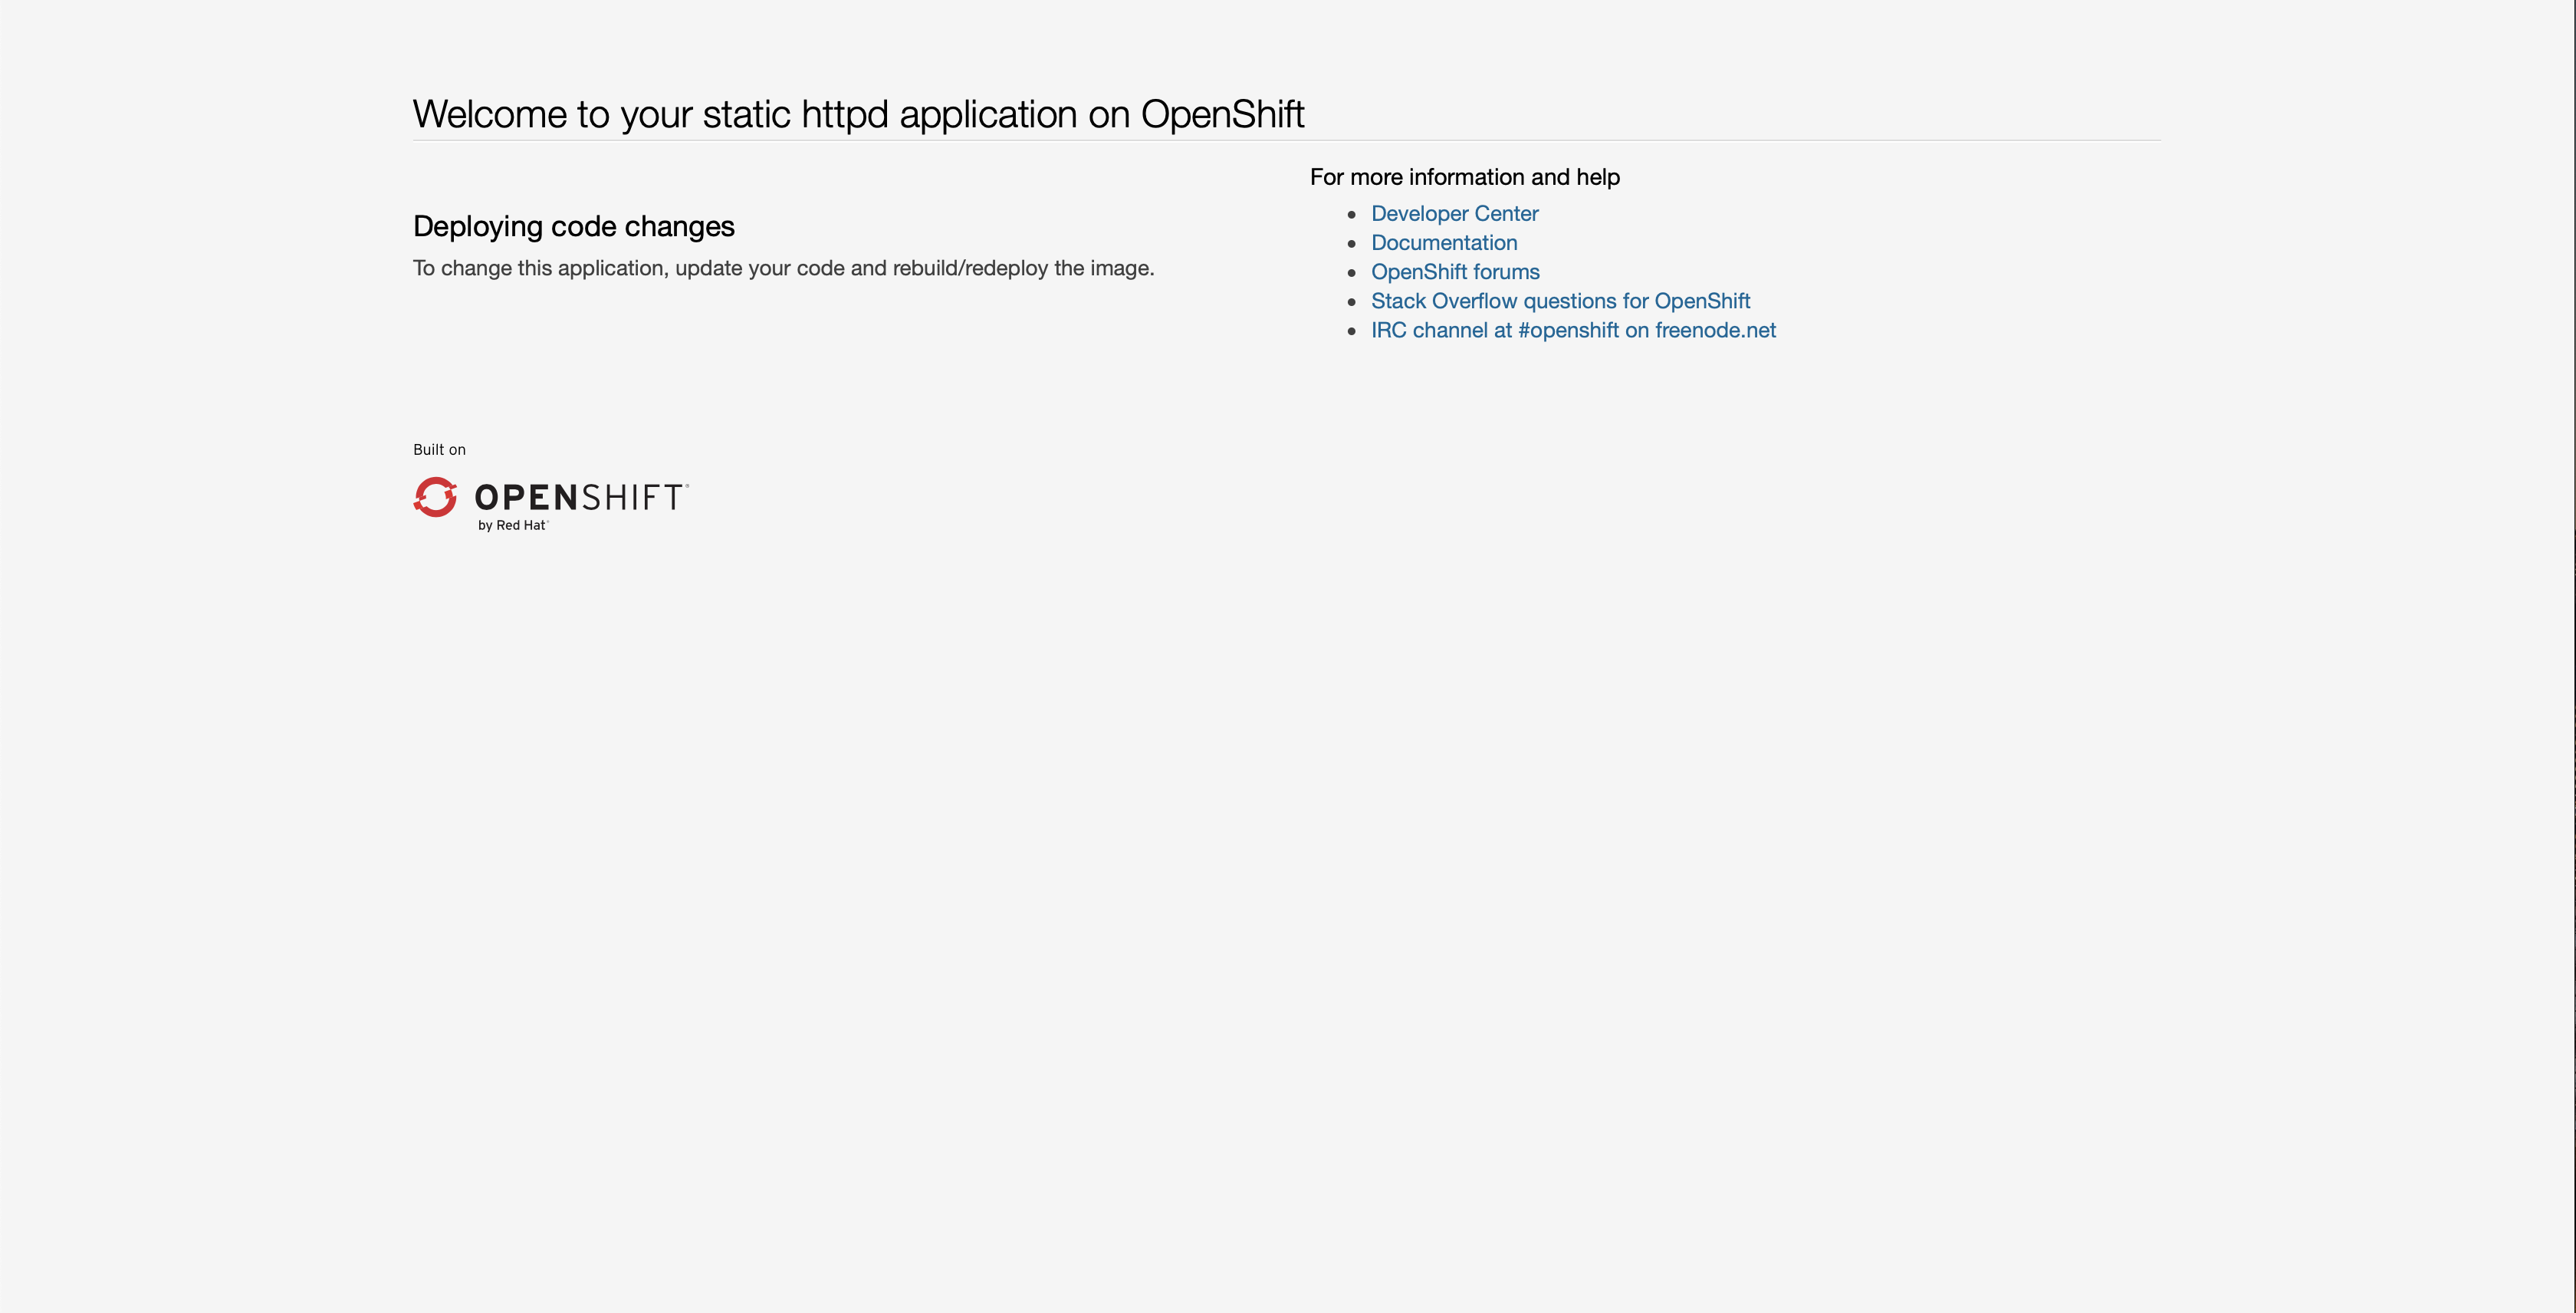 Welcome to your static httpd application on OpenShift
Deploying code changes
To change this application, update your code and rebuild/redeploy the image.
For more information and help
Developer Center
Documentation
OpenShift forums
Stack Overflow questions for OpenShift
IRC channel at #openshift on freenode.net
Built on
OPENSHIFT
by Red Hat